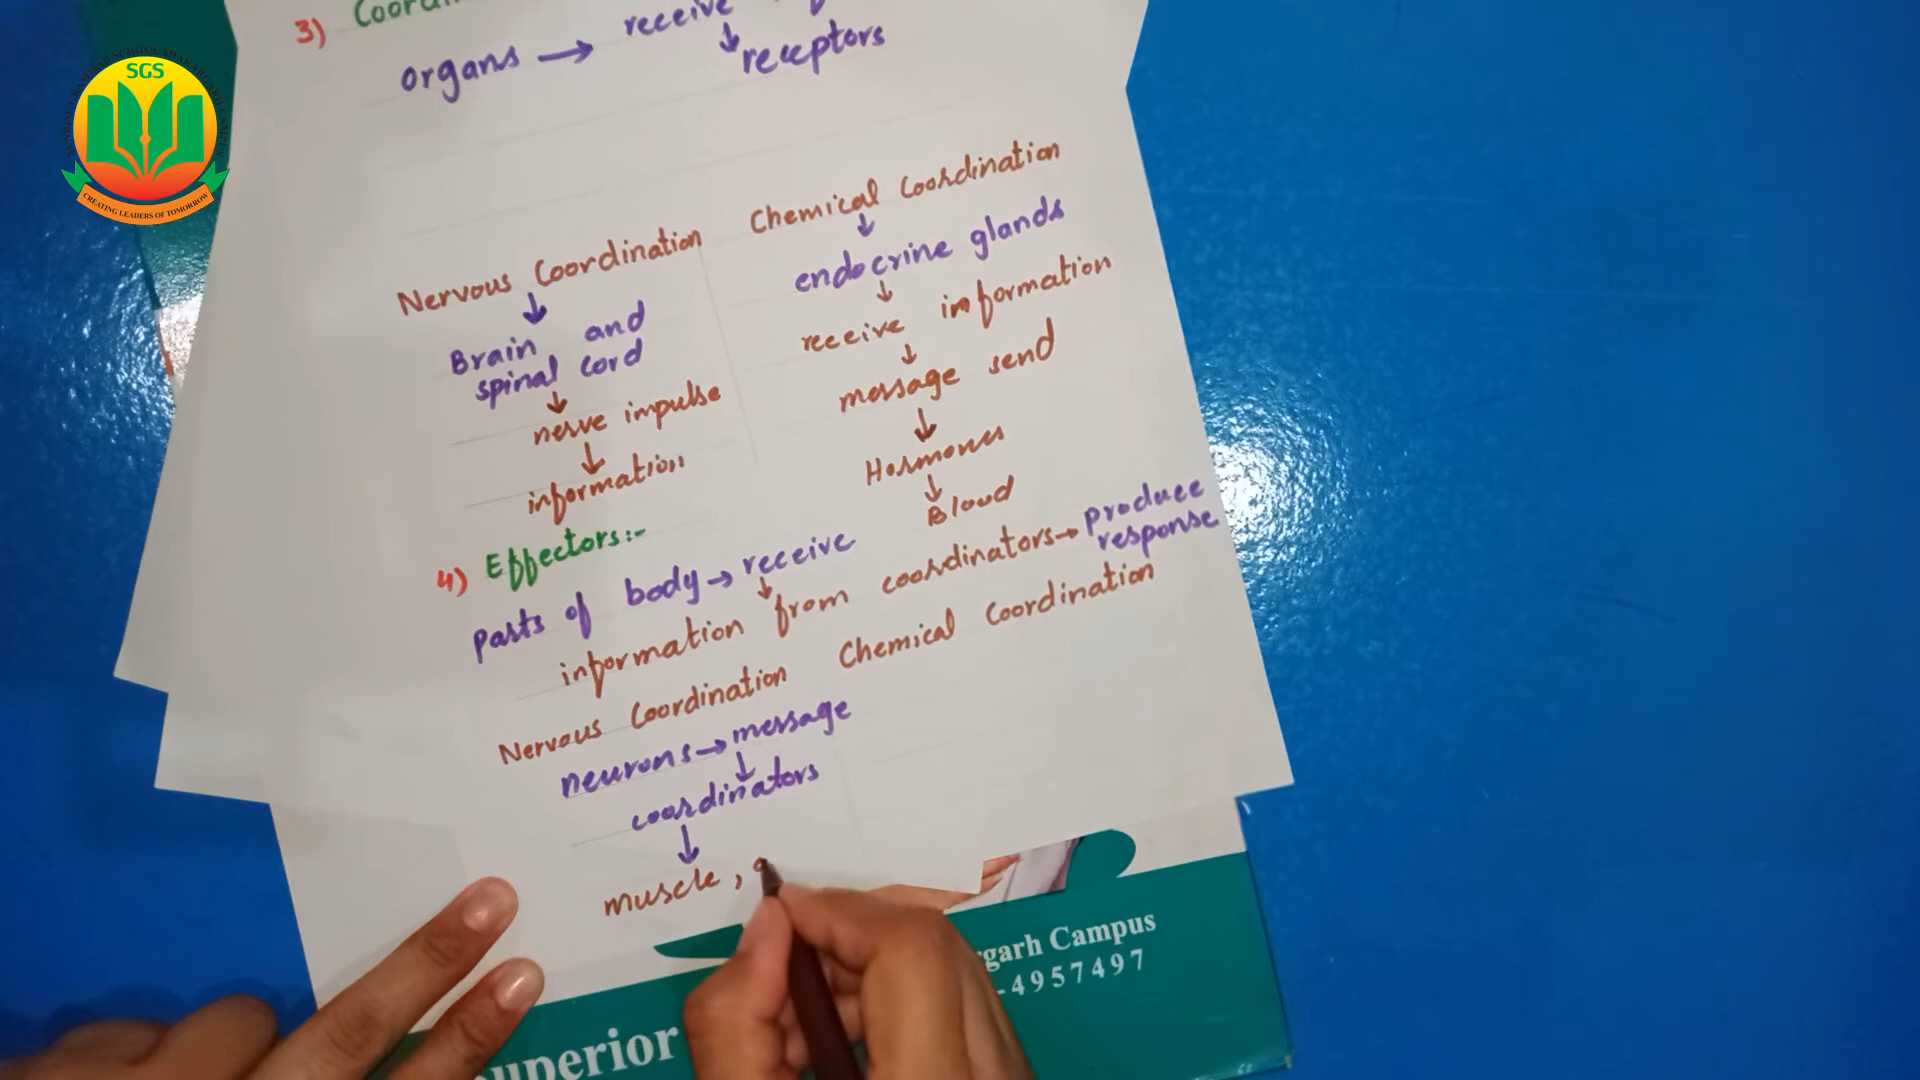 SGS
CREATING LEADERS OF TOMORROW
3)
organs → receive
↓
receptors
Nervous Coordination
↓
Brain and
spinal cord
↓
nerve impulse
↓
information
Chemical Coordination
↓
endocrine glands
↓
receive information
↓
message send
↓
Hormones
↓
Blood
4) Effectors:-
parts of body → receive
↓
information from coordinators → produce
response
Nervous Coordination Chemical Coordination
neurons → message
↓
coordinators
↓
muscle,
rgarh Campus
-4957497
uperior